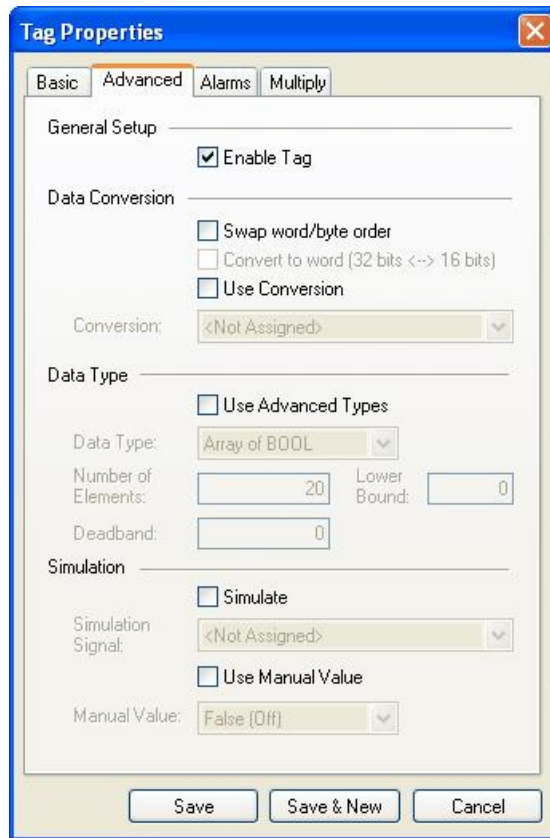 Tag Properties
Basic Advanced Alarms Multiply
General Setup
Enable Tag
Data Conversion
Swap word/byte order
Convert to word (32 bits <--> 16 bits)
Use Conversion
Conversion: <Not Assigned>
Data Type
Use Advanced Types
Data Type: Array of BOOL
Number of Elements: 20 Lower Bound: 0
Deadband: 0
Simulation
Simulate
Simulation Signal: <Not Assigned>
Use Manual Value
Manual Value: False (Off)
Save Save & New Cancel